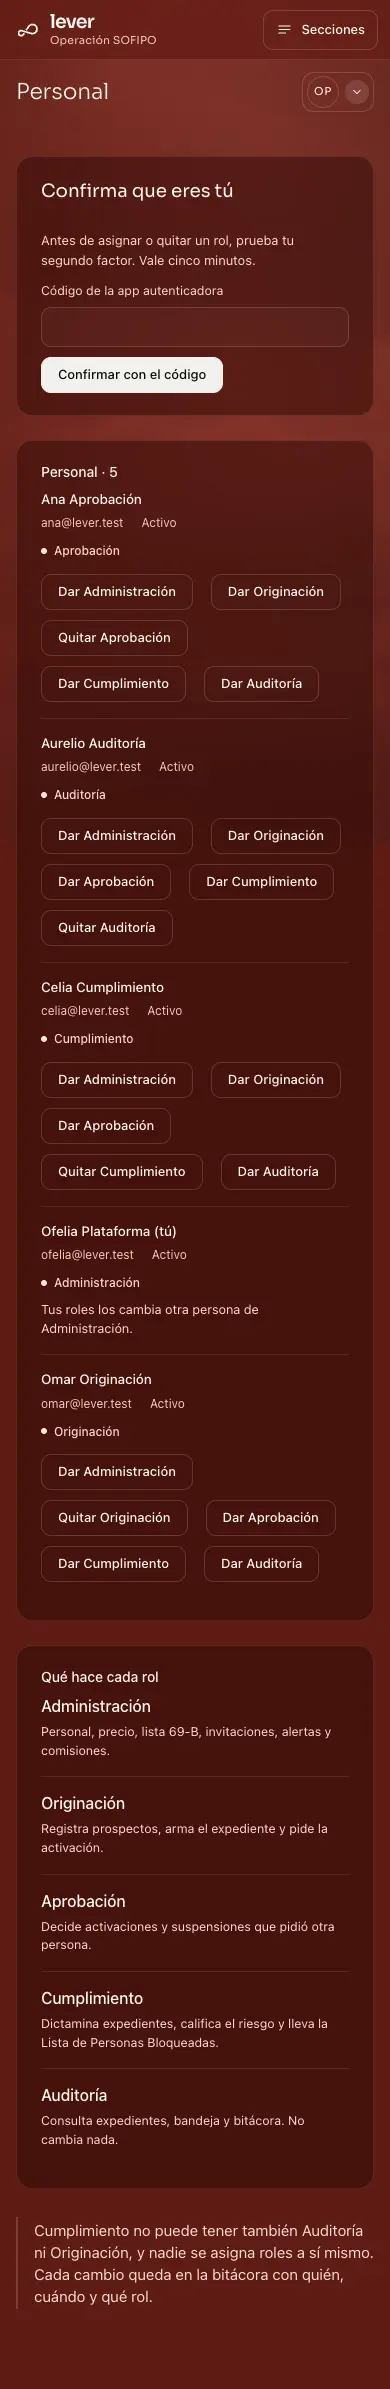 lever
Operación SOFIPO
Secciones
Personal
OP
Confirma que eres tú
Antes de asignar o quitar un rol, prueba tu
segundo factor. Vale cinco minutos.
Código de la app autenticadora
Confirmar con el código
Personal · 5
Ana Aprobación
ana@lever.test Activo
Aprobación
Dar Administración Dar Originación
Quitar Aprobación
Dar Cumplimiento Dar Auditoría
Aurelio Auditoría
aurelio@lever.test Activo
Auditoría
Dar Administración Dar Originación
Dar Aprobación Dar Cumplimiento
Quitar Auditoría
Celia Cumplimiento
celia@lever.test Activo
Cumplimiento
Dar Administración Dar Originación
Dar Aprobación
Quitar Cumplimiento Dar Auditoría
Ofelia Plataforma (tú)
ofelia@lever.test Activo
Administración
Tus roles los cambia otra persona de
Administración.
Omar Originación
omar@lever.test Activo
Originación
Dar Administración
Quitar Originación Dar Aprobación
Dar Cumplimiento Dar Auditoría
Qué hace cada rol
Administración
Personal, precio, lista 69-B, invitaciones, alertas y
comisiones.
Originación
Registra prospectos, arma el expediente y pide la
activación.
Aprobación
Decide activaciones y suspensiones que pidió otra
persona.
Cumplimiento
Dictamina expedientes, califica el riesgo y lleva la
Lista de Personas Bloqueadas.
Auditoría
Consulta expedientes, bandeja y bitácora. No
cambia nada.
Cumplimiento no puede tener también Auditoría
ni Originación, y nadie se asigna roles a sí mismo.
Cada cambio queda en la bitácora con quién,
cuándo y qué rol.